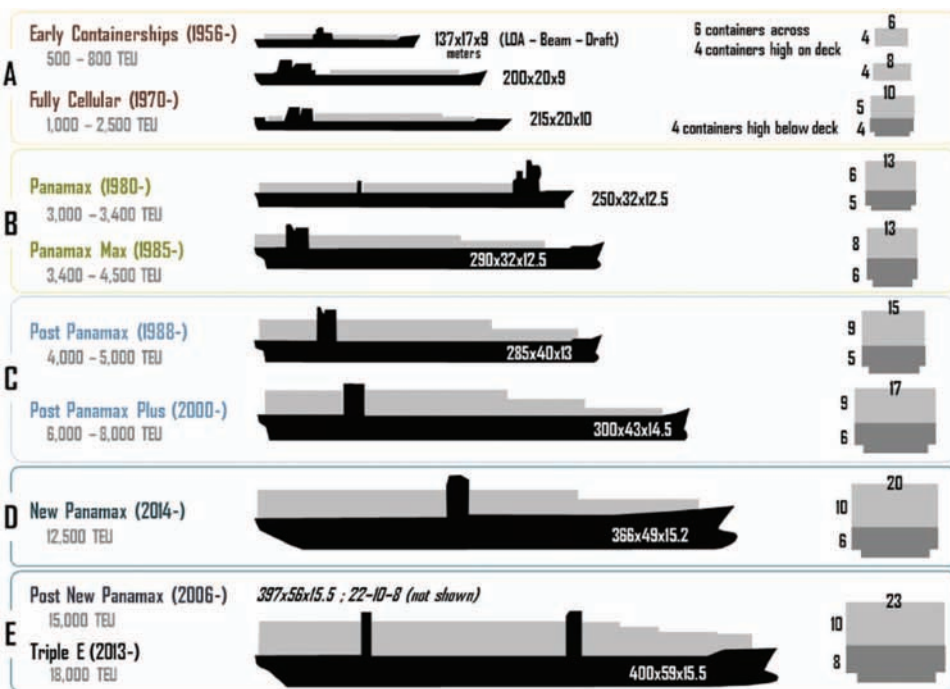 A
Early Containerships (1956-)
500 – 800 TEU
137x17x9 (LOA – Beam – Draft)
meters
200x20x9
Fully Cellular (1970-)
1,000 – 2,500 TEU
215x20x10
6 containers across
4 containers high on deck
4 containers high below deck
6
4
8
4
10
5
4
B
Panamax (1980-)
3,000 – 3,400 TEU
250x32x12.5
13
6
5
Panamax Max (1985-)
3,400 – 4,500 TEU
290x32x12.5
13
8
6
C
Post Panamax (1988-)
4,000 – 5,000 TEU
285x40x13
15
9
5
Post Panamax Plus (2000-)
6,000 – 8,000 TEU
300x43x14.5
17
9
6
D
New Panamax (2014-)
12,500 TEU
366x49x15.2
20
10
6
E
Post New Panamax (2006-)
15,000 TEU
397x56x15.5 ; 22–10–8 (not shown)
Triple E (2013-)
18,000 TEU
400x59x15.5
23
10
8